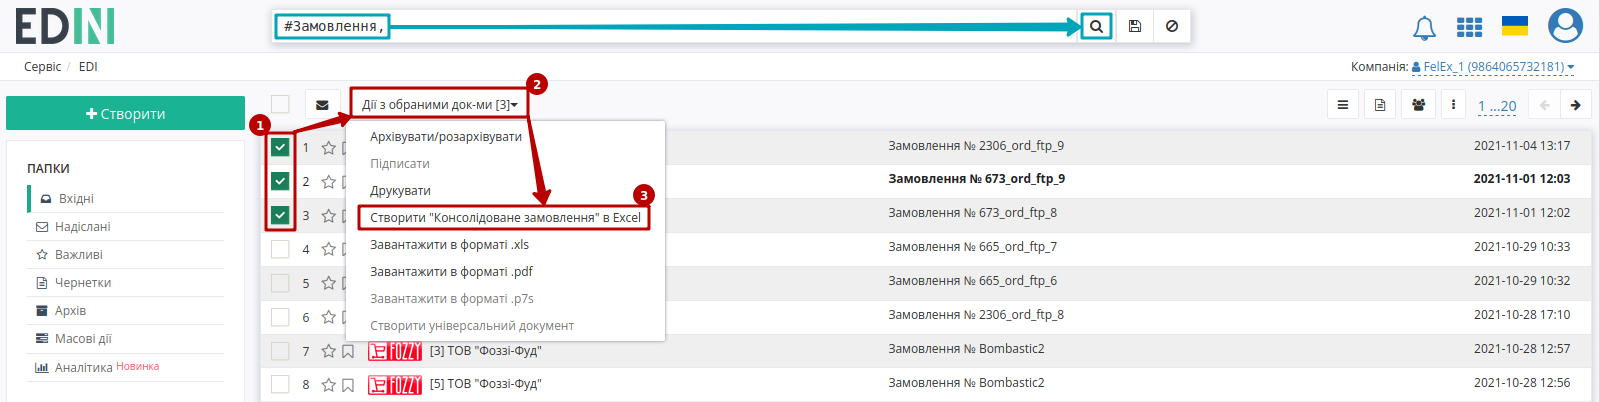 EDIN
#Замовлення,
Сервіс / EDI
Компанія: FelEx_1 (9864065732181)
Створити
Дії з обраними док-ми [3]
2
1 ...20
1
ПАПКИ
Вхідні
Надіслані
Важливі
Чернетки
Архів
Масові дії
Аналітика Новинка
Архівувати/розархівувати
Підписати
Друкувати
3
Створити "Консолідоване замовлення" в Excel
Завантажити в форматі .xls
Завантажити в форматі .pdf
Завантажити в форматі .p7s
Створити універсальний документ
1 Замовлення № 2306_ord_ftp_9 2021-11-04 13:17
2 Замовлення № 673_ord_ftp_9 2021-11-01 12:03
3 Замовлення № 673_ord_ftp_8 2021-11-01 12:02
4 Замовлення № 665_ord_ftp_7 2021-10-29 10:33
5 Замовлення № 665_ord_ftp_6 2021-10-29 10:32
6 Замовлення № 2306_ord_ftp_8 2021-10-28 17:10
7 FOZZY [3] ТОВ "Фоззі-Фуд" Замовлення № Bombastic2 2021-10-28 12:57
8 FOZZY [5] ТОВ "Фоззі-Фуд" Замовлення № Bombastic2 2021-10-28 12:56